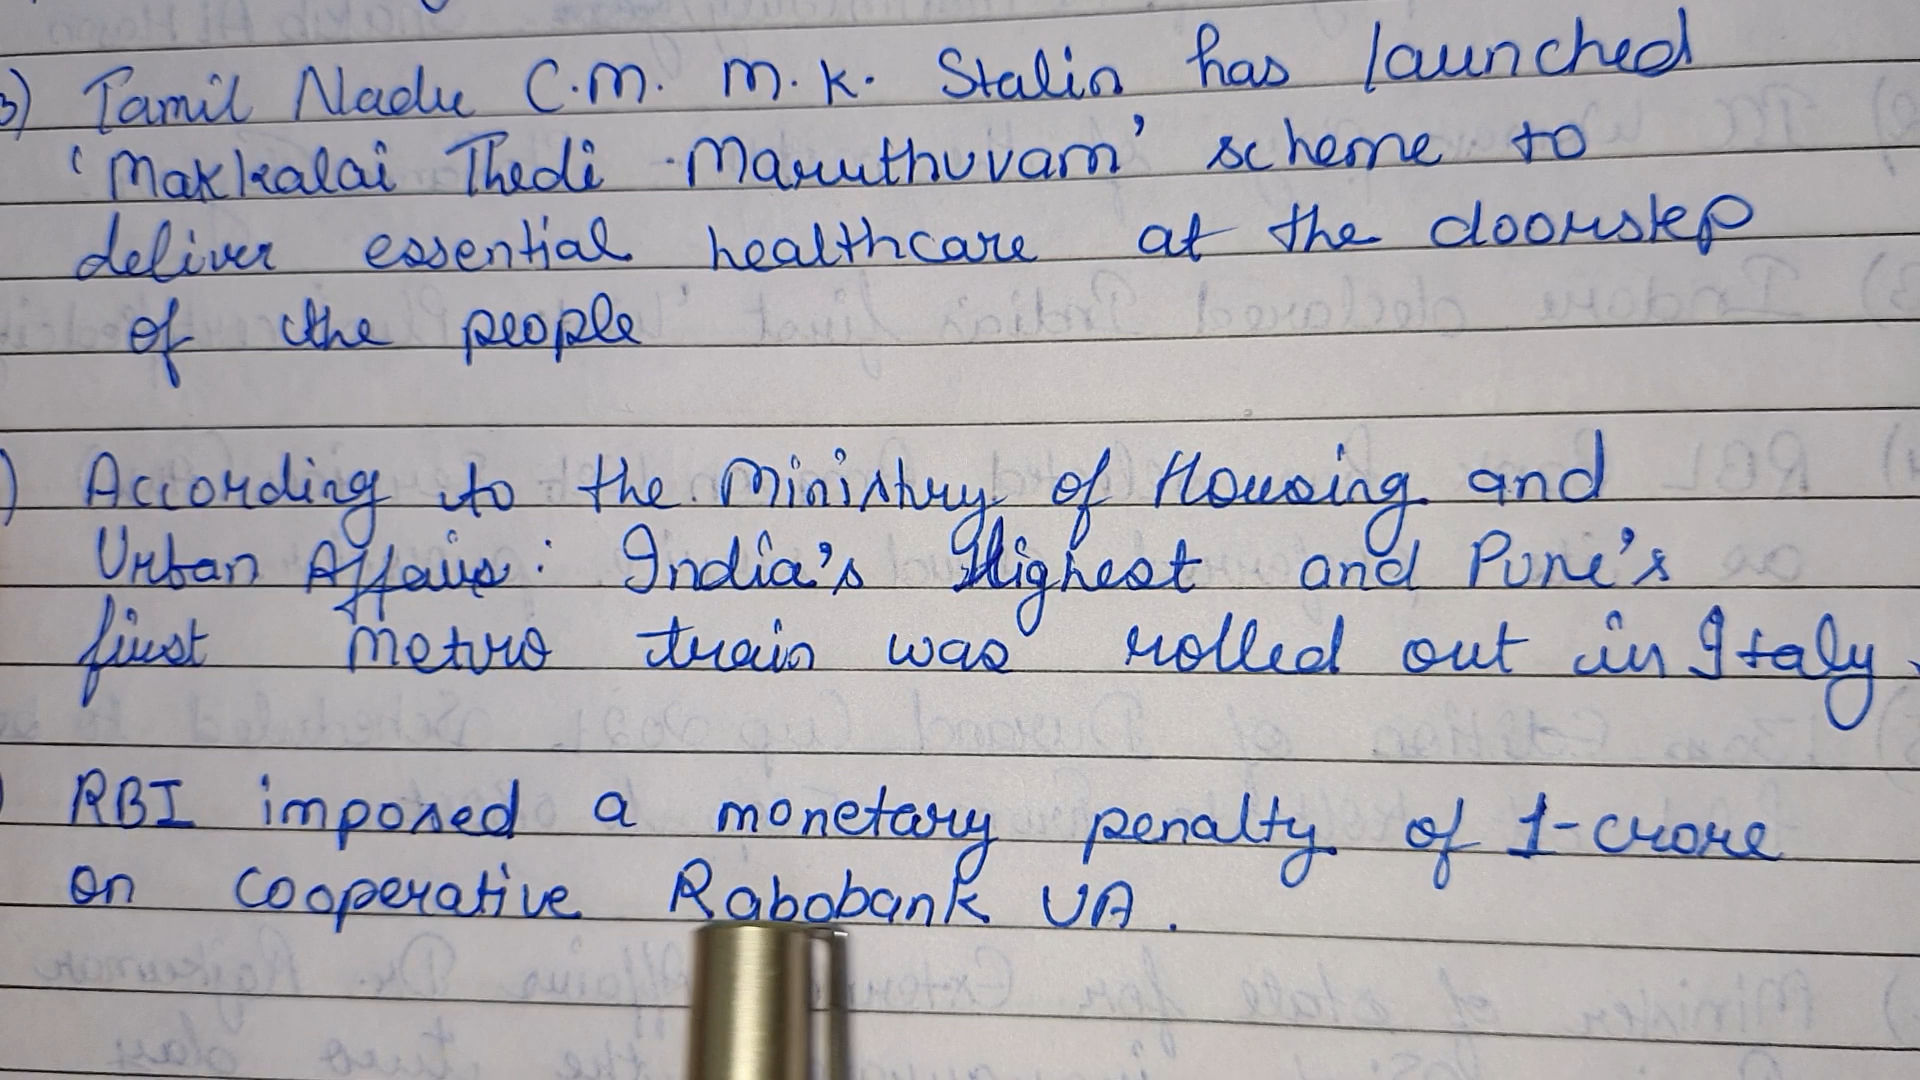 3) Tamil Nadu C.M. M.K. Stalin has launched
'Makkalai Thedi Maruthuvam' scheme to
deliver essential healthcare at the doorstep
of the people
) According to the Ministry of Housing and
Urban Affairs : India's Highest and Pune's
first metro train was rolled out in Italy.
) RBI imposed a monetary penalty of 1-crore
on cooperative Rabobank UA.